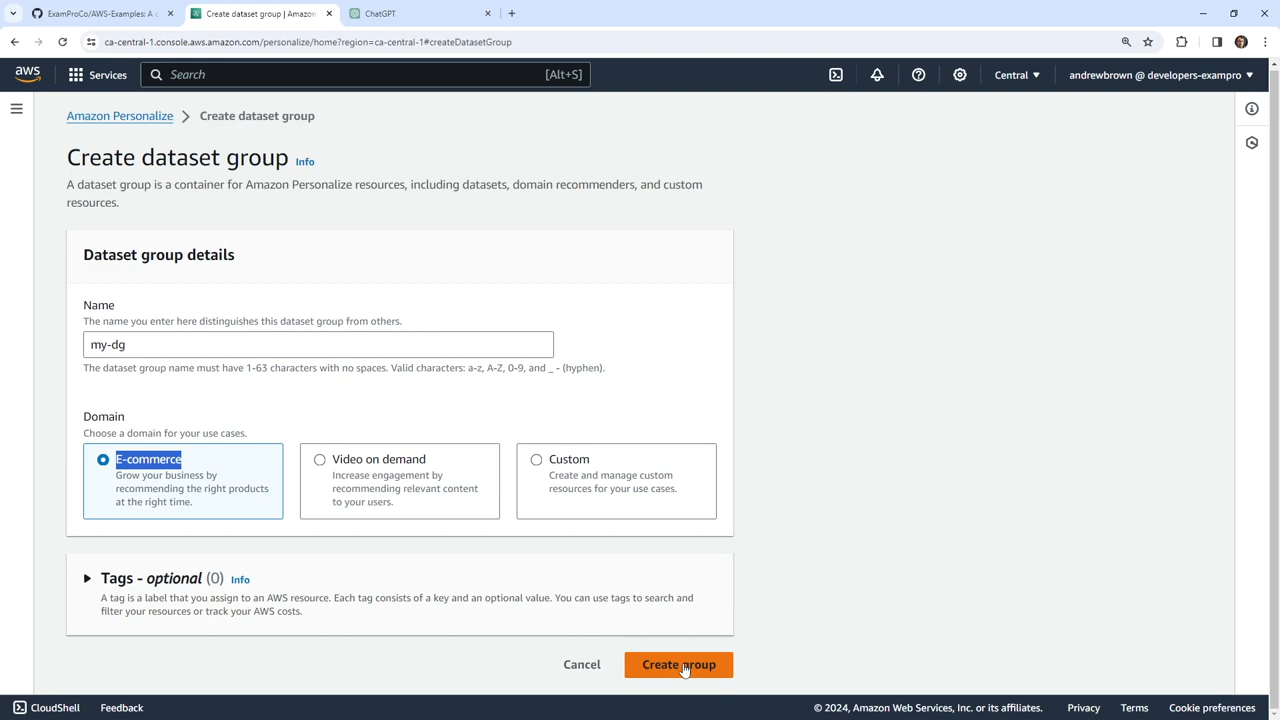 ExamProCo/AWS-Examples: A c
Create dataset group | Amazon
ChatGPT
ca-central-1.console.aws.amazon.com/personalize/home?region=ca-central-1#createDatasetGroup
aws
Services
Search
[Alt+S]
Central
andrewbrown @ developers-exampro
Amazon Personalize
Create dataset group
Create dataset group Info
A dataset group is a container for Amazon Personalize resources, including datasets, domain recommenders, and custom
resources.
Dataset group details
Name
The name you enter here distinguishes this dataset group from others.
my-dg
The dataset group name must have 1-63 characters with no spaces. Valid characters: a-z, A-Z, 0-9, and _ - (hyphen).
Domain
Choose a domain for your use cases.
E-commerce
Grow your business by
recommending the right products
at the right time.
Video on demand
Increase engagement by
recommending relevant content
to your users.
Custom
Create and manage custom
resources for your use cases.
Tags - optional (0) Info
A tag is a label that you assign to an AWS resource. Each tag consists of a key and an optional value. You can use tags to search and
filter your resources or track your AWS costs.
Cancel
Create group
CloudShell
Feedback
© 2024, Amazon Web Services, Inc. or its affiliates.
Privacy
Terms
Cookie preferences